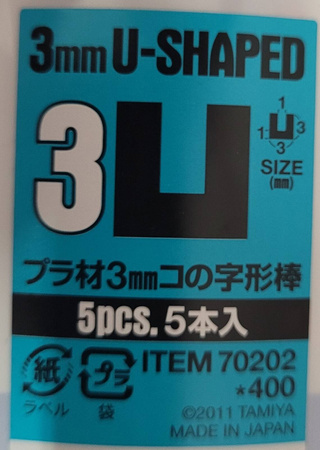 3mm U-SHAPED
3
1
1 3
3
SIZE
(mm)
プラ材3mmコの字形棒
5pcs. 5本入
紙 プラ ITEM 70202
ラベル 袋 *400
©2011 TAMIYA
MADE IN JAPAN